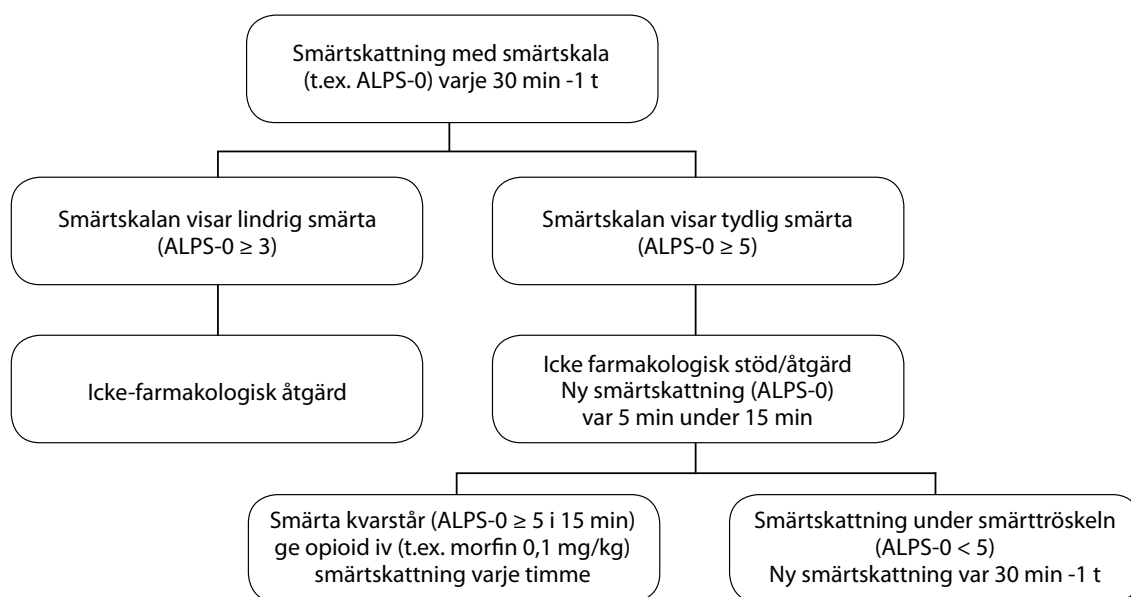 Smärtskattning med smärtskala
(t.ex. ALPS-0) varje 30 min -1 t
Smärtskalan visar lindrig smärta
(ALPS-0 ≥ 3)
Smärtskalan visar tydlig smärta
(ALPS-0 ≥ 5)
Icke-farmakologisk åtgärd
Icke farmakologisk stöd/åtgärd
Ny smärtskattning (ALPS-0)
var 5 min under 15 min
Smärta kvarstår (ALPS-0 ≥ 5 i 15 min)
ge opioid iv (t.ex. morfin 0,1 mg/kg)
smärtskattning varje timme
Smärtskattning under smärttröskeln
(ALPS-0 < 5)
Ny smärtskattning var 30 min -1 t